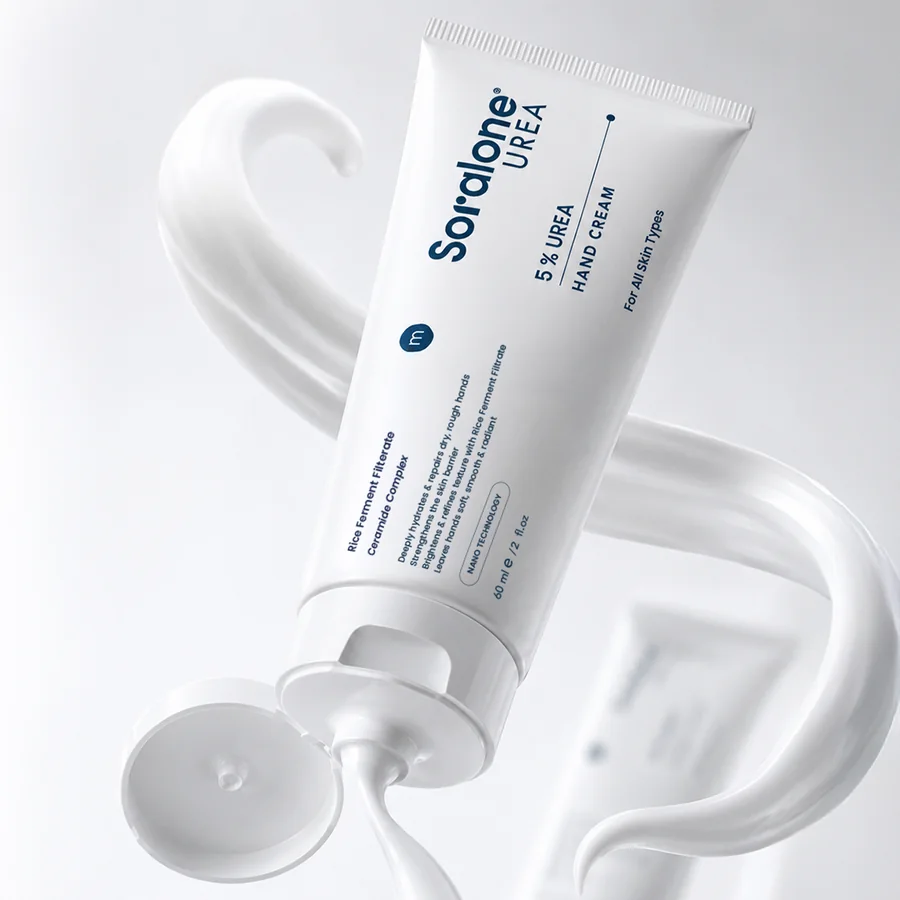 Soralone®
UREA
5 % UREA
HAND CREAM
For All Skin Types
m
Rice Ferment Filterate
Ceramide Complex
Deeply hydrates & repairs dry, rough hands
Strengthens the skin barrier
Brightens & refines texture with Rice Ferment Filtrate
Leaves hands soft, smooth & radiant
NANO TECHNOLOGY
60 ml e /2 fl.oz